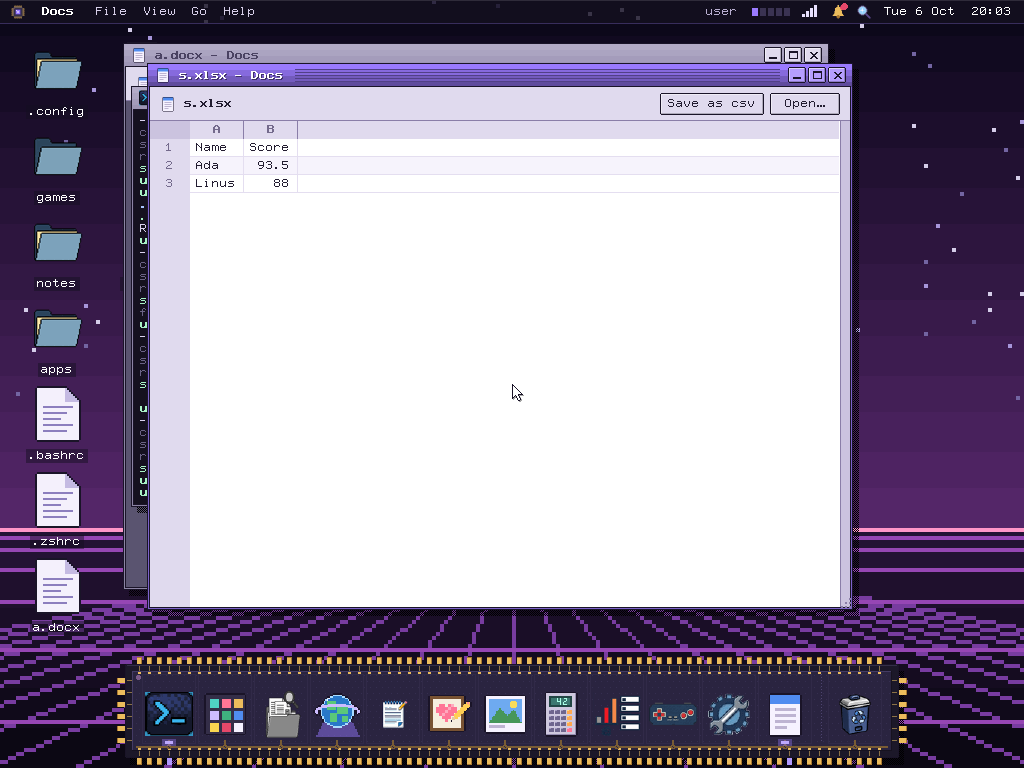 Docs File View Go Help user Tue 6 Oct 20:03
.config
games
notes
apps
.bashrc
.zshrc
a.docx
a.docx - Docs
s.xlsx - Docs
s.xlsx Save as csv Open…
A B
1 Name Score
2 Ada 93.5
3 Linus 88
42